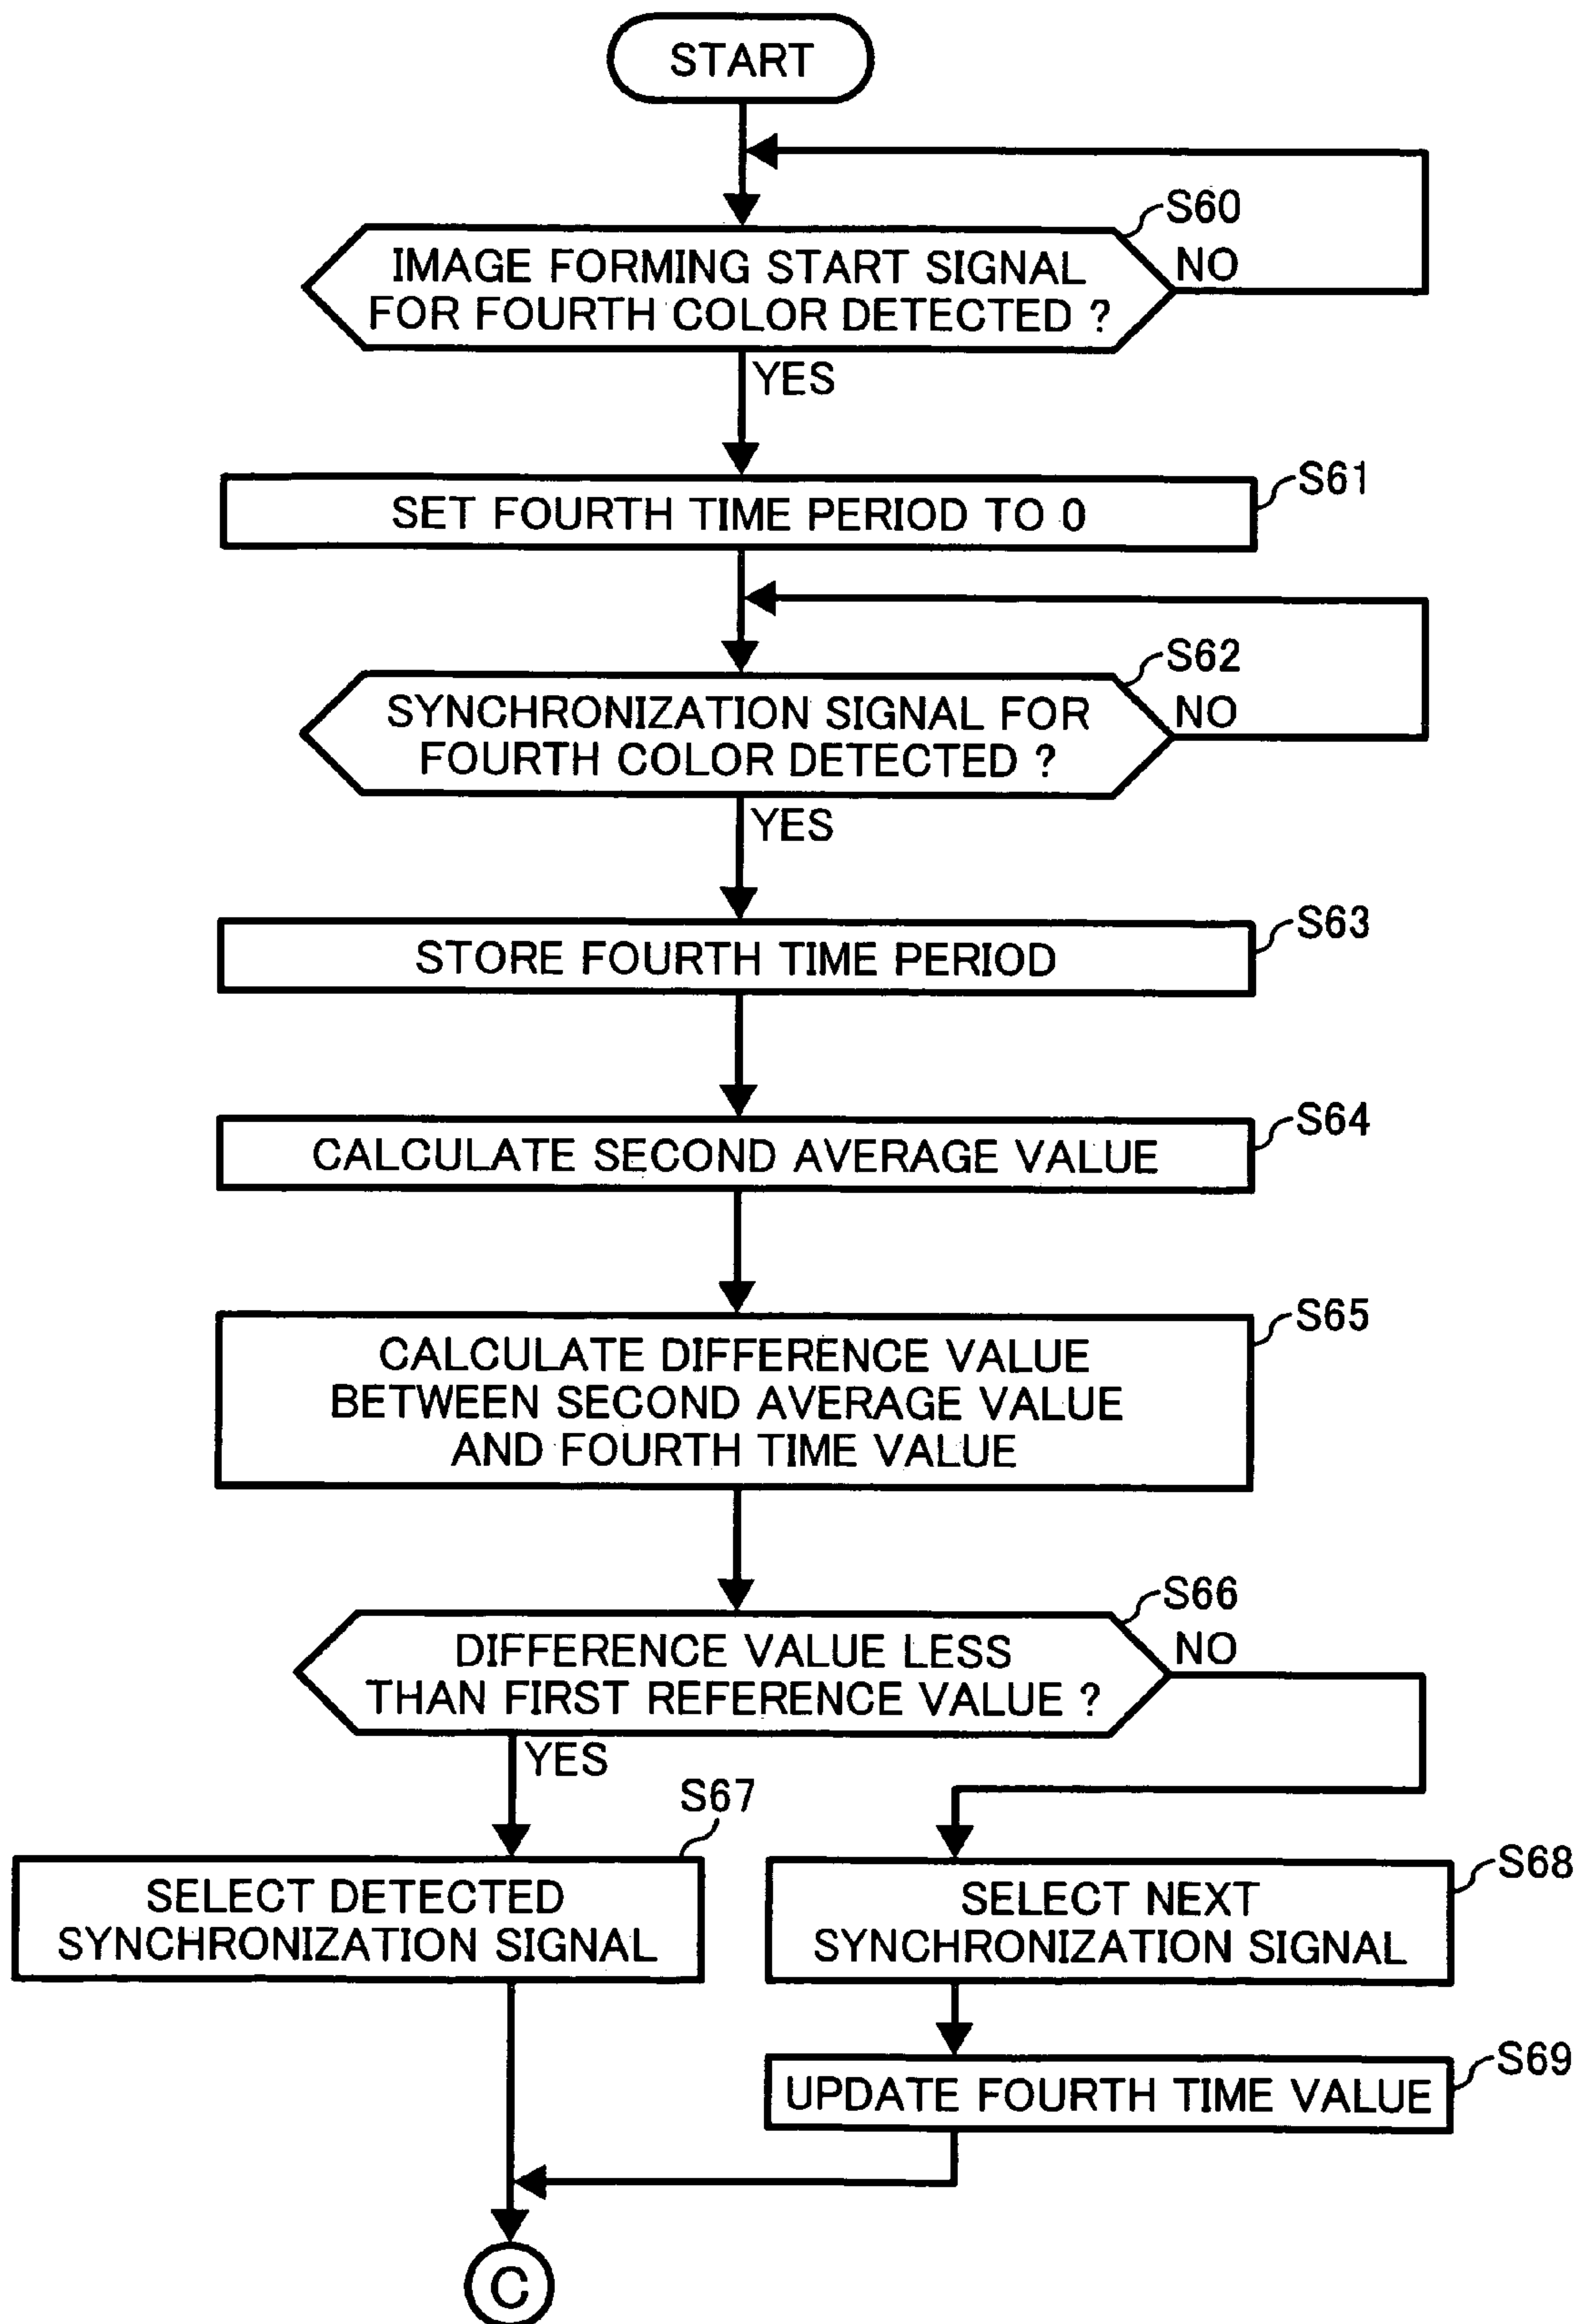 START
S60
IMAGE FORMING START SIGNAL
FOR FOURTH COLOR DETECTED ?
NO
YES
S61
SET FOURTH TIME PERIOD TO 0
S62
SYNCHRONIZATION SIGNAL FOR
FOURTH COLOR DETECTED ?
NO
YES
S63
STORE FOURTH TIME PERIOD
S64
CALCULATE SECOND AVERAGE VALUE
S65
CALCULATE DIFFERENCE VALUE
BETWEEN SECOND AVERAGE VALUE
AND FOURTH TIME VALUE
S66
DIFFERENCE VALUE LESS
THAN FIRST REFERENCE VALUE ?
NO
YES
S67
SELECT DETECTED
SYNCHRONIZATION SIGNAL
S68
SELECT NEXT
SYNCHRONIZATION SIGNAL
S69
UPDATE FOURTH TIME VALUE
C